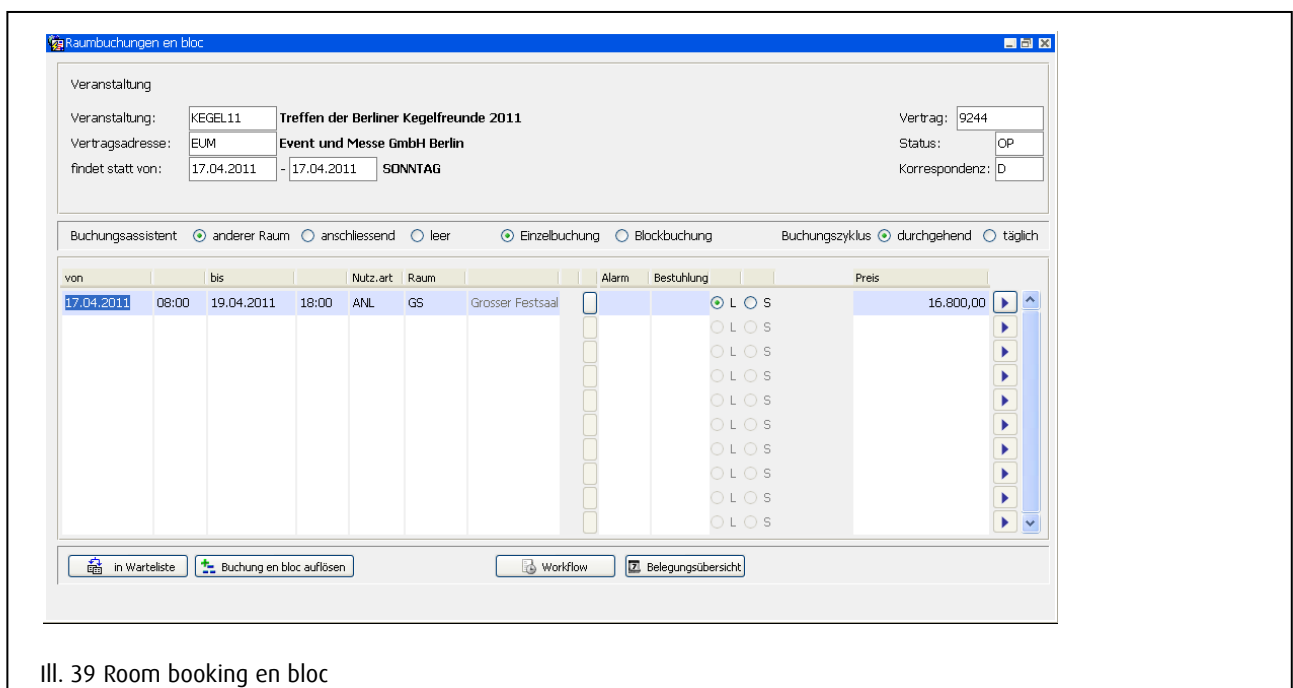 Raumbuchungen en bloc
Veranstaltung
Veranstaltung: KEGEL11 Treffen der Berliner Kegelfreunde 2011 Vertrag: 9244
Vertragsadresse: EUM Event und Messe GmbH Berlin Status: OP
findet statt von: 17.04.2011 - 17.04.2011 SONNTAG Korrespondenz: D
Buchungsassistent anderer Raum anschliessend leer Einzelbuchung Blockbuchung Buchungszyklus durchgehend täglich
von bis Nutz.art Raum Alarm Bestuhlung Preis
17.04.2011 08:00 19.04.2011 18:00 ANL GS Grosser Festsaal L S 16.800,00
L S
L S
L S
L S
L S
L S
L S
L S
L S
in Warteliste Buchung en bloc auflösen Workflow Belegungsübersicht
Ill. 39 Room booking en bloc